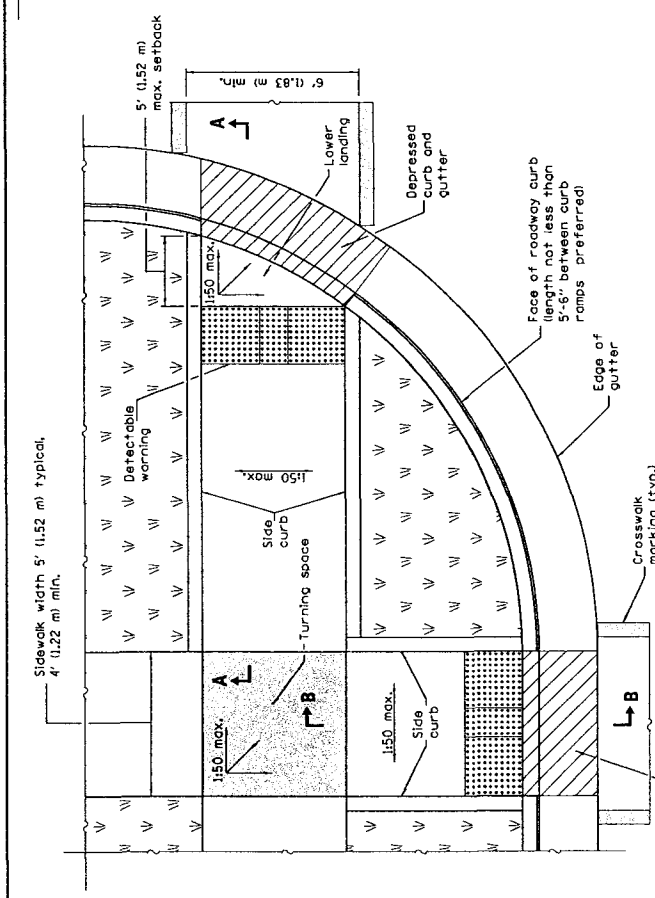 Sidewalk width 5' (1.52 m) typical,
4' (1.22 m) min.
5' (1.52 m)
max. setback
6' (1.83 m) min.
A
Lower
landing
1:50 max.
Depressed
curb and
gutter
Detectable
warning
1:50 max.
Side
curb
Face of roadway curb
(length not less than
5'-6" between curb
ramps preferred)
Turning space
Edge of
gutter
A
B
1:50 max.
1:50 max.
Side
curb
Crosswalk
marking (typ.)
B